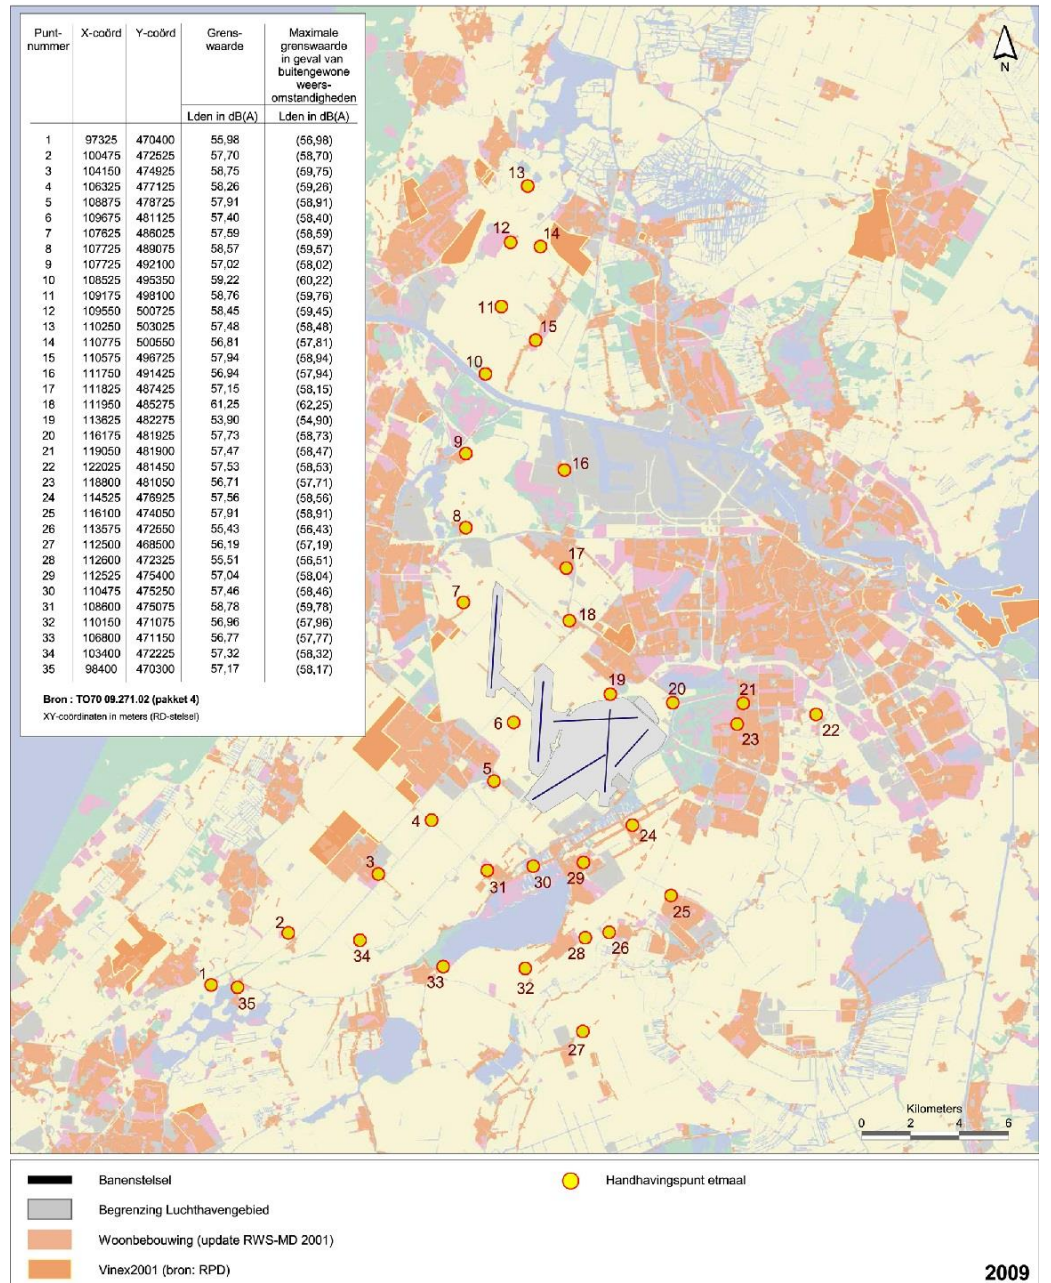 Punt-nummer X-coörd Y-coörd Grens-waarde Maximale grenswaarde in geval van buitengewone weers-omstandigheden
Lden in dB(A) Lden in dB(A)
1 97325 470400 55,98 (56,98)
2 100475 472525 57,70 (58,70)
3 104150 474925 58,75 (59,75)
4 106325 477125 58,26 (59,26)
5 108875 478725 57,91 (58,91)
6 109675 481125 57,40 (58,40)
7 107625 486025 57,59 (58,59)
8 107725 489075 58,57 (59,57)
9 107725 492100 57,02 (58,02)
10 108525 495350 59,22 (60,22)
11 109175 498100 58,76 (59,76)
12 109550 500725 58,45 (59,45)
13 110250 503025 57,48 (58,48)
14 110775 500550 56,81 (57,81)
15 110575 496725 57,94 (58,94)
16 111750 491425 56,94 (57,94)
17 111825 487425 57,15 (58,15)
18 111950 485275 61,25 (62,25)
19 113625 482275 53,90 (54,90)
20 116175 481925 57,73 (58,73)
21 119050 481900 57,47 (58,47)
22 122025 481450 57,53 (58,53)
23 118800 481050 56,71 (57,71)
24 114525 476925 57,56 (58,56)
25 116100 474050 57,91 (58,91)
26 113575 472550 55,43 (56,43)
27 112500 468500 56,19 (57,19)
28 112600 472325 55,51 (56,51)
29 112525 475400 57,04 (58,04)
30 110475 475250 57,46 (58,46)
31 108600 475075 58,78 (59,78)
32 110150 471075 56,96 (57,96)
33 106800 471150 56,77 (57,77)
34 103400 472225 57,32 (58,32)
35 98400 470300 57,17 (58,17)
Bron : TO70 09.271.02 (pakket 4)
XY-coördinaten in meters (RD-stelsel)
N
13
12
14
11
15
10
9
16
8
17
7
18
19
20
21
6
22
23
5
4
24
3
31
30
29
25
2
34
28
26
33
32
1
35
27
Kilometers
0 2 4 6
Banenstelsel
Handhavingspunt etmaal
Begrenzing Luchthavengebied
Woonbebouwing (update RWS-MD 2001)
Vinex2001 (bron: RPD)
2009